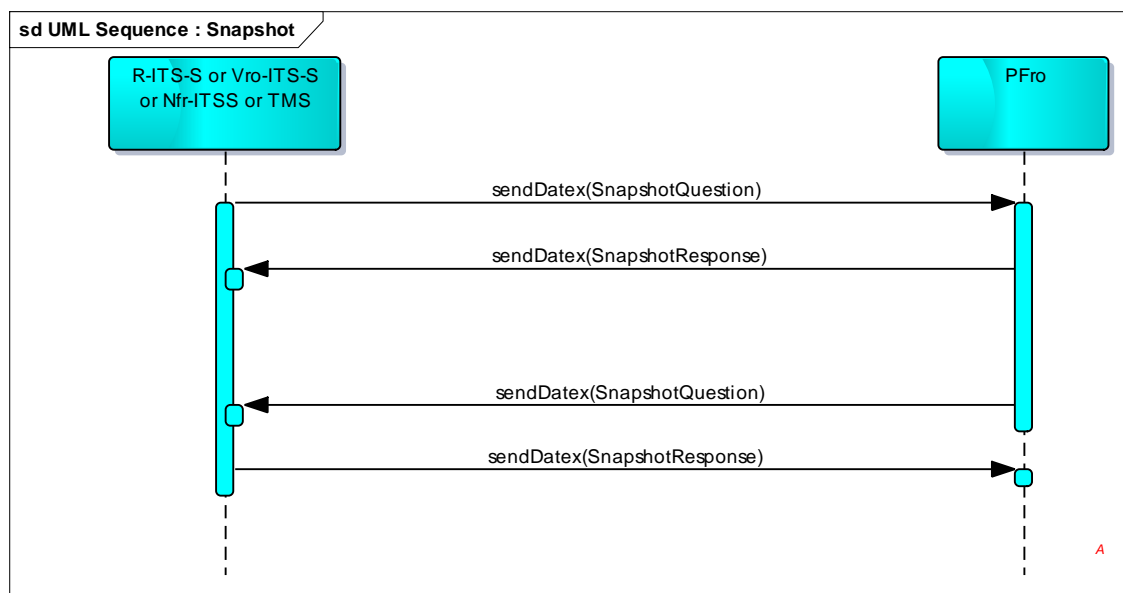 sd UML Sequence : Snapshot
R-ITS-S or Vro-ITS-S
or Nfr-ITSS or TMS
PFro
sendDatex(SnapshotQuestion)
sendDatex(SnapshotResponse)
sendDatex(SnapshotQuestion)
sendDatex(SnapshotResponse)
A